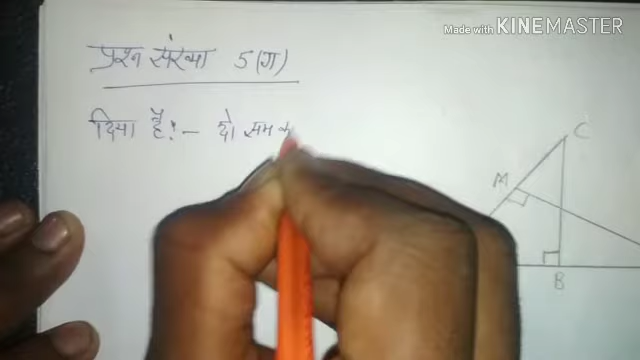 Made with KINEMASTER
प्रश्न संख्या 5(ग)
दिया है:- दो सम
C
M
B